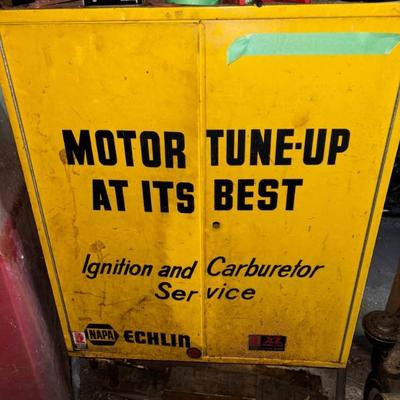 MOTOR TUNE-UP
AT ITS BEST
Ignition and Carburetor
Service
NAPA ECHLIN